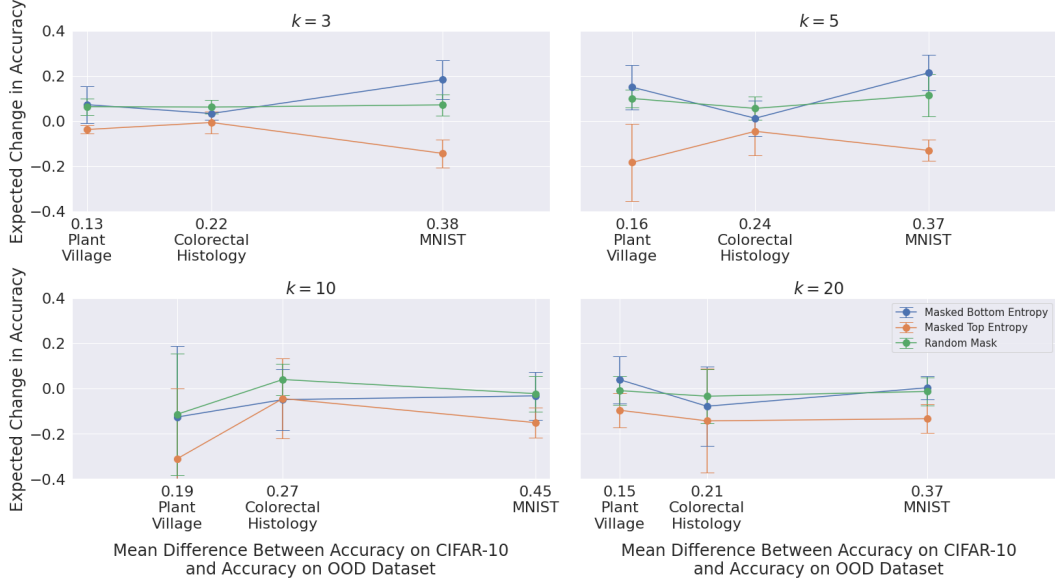 k = 3
k = 5
Expected Change in Accuracy
0.4
0.2
0.0
−0.2
−0.4
0.13
Plant
Village
0.22
Colorectal
Histology
0.38
MNIST
0.16
Plant
Village
0.24
Colorectal
Histology
0.37
MNIST
k = 10
k = 20
Expected Change in Accuracy
0.4
0.2
0.0
−0.2
−0.4
Masked Bottom Entropy
Masked Top Entropy
Random Mask
0.19
Plant
Village
0.27
Colorectal
Histology
0.45
MNIST
0.15
Plant
Village
0.21
Colorectal
Histology
0.37
MNIST
Mean Difference Between Accuracy on CIFAR-10
and Accuracy on OOD Dataset
Mean Difference Between Accuracy on CIFAR-10
and Accuracy on OOD Dataset